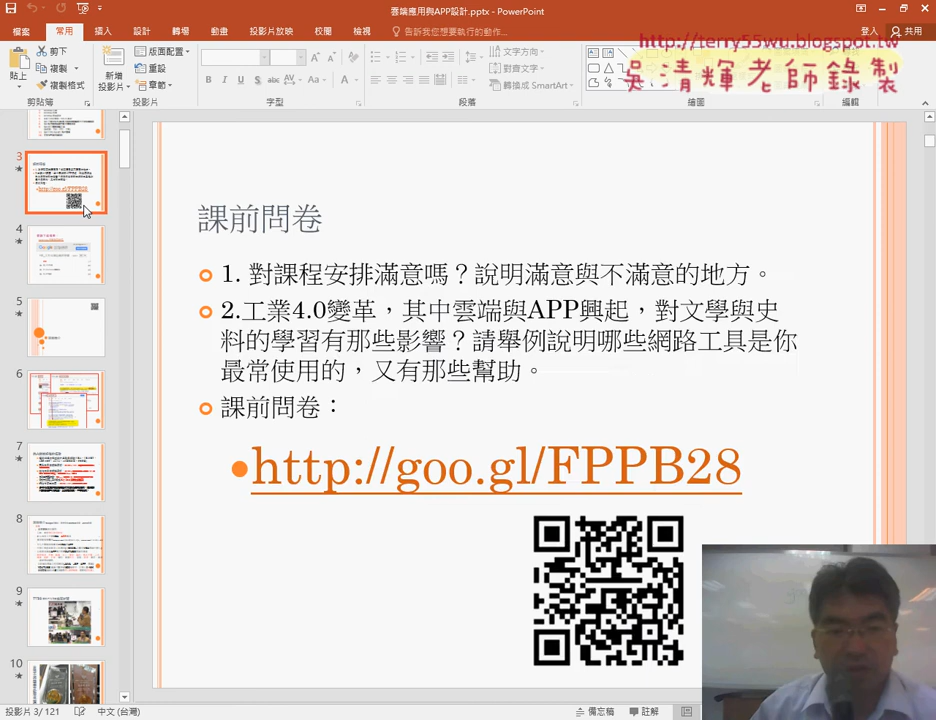 雲端應用與APP設計.pptx - PowerPoint
檔案
常用
插入
設計
轉場
動畫
投影片放映
校閱
檢視
告訴我您想要執行的動作...
登入
共用
貼上
剪下
複製
複製格式
剪貼簿
新增
投影片
版面配置
重設
章節
投影片
B I U S abc AV Aa A
字型
文字方向
對齊文字
轉換成 SmartArt
段落
繪圖
編輯
http://terry55wu.blogspot.tw
吳清輝老師錄製
3
4
5
6
7
8
9
10
課前問卷
1. 對課程安排滿意嗎？說明滿意與不滿意的地方。
2.工業4.0變革，其中雲端與APP興起，對文學與史
料的學習有那些影響？請舉例說明哪些網路工具是你
最常使用的，又有那些幫助。
課前問卷：
http://goo.gl/FPPB28
投影片 3/121
中文 (台灣)
備忘稿
註解